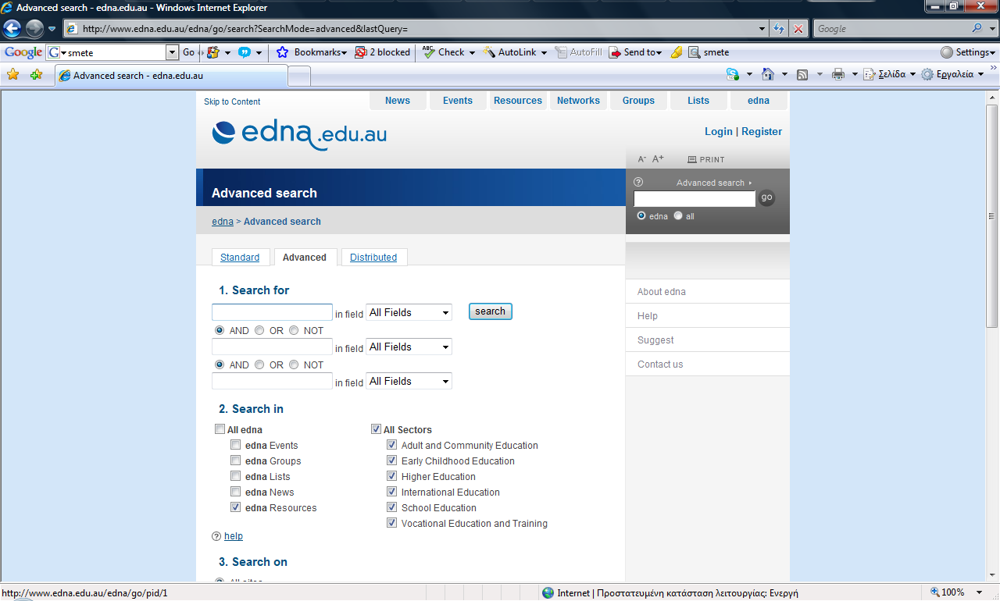 Advanced search - edna.edu.au - Windows Internet Explorer
http://www.edna.edu.au/edna/go/search?SearchMode=advanced&lastQuery=
Google
Google G smete Go Bookmarks 2 blocked ABC Check AutoLink AutoFill Send to smete Settings
Advanced search - edna.edu.au
Σελίδα Εργαλεία
Skip to Content
News Events Resources Networks Groups Lists edna
edna.edu.au
Login | Register
A- A+ PRINT
Advanced search
? Advanced search
go
edna all
edna > Advanced search
Standard Advanced Distributed
1. Search for
in field All Fields search
AND OR NOT
in field All Fields
AND OR NOT
in field All Fields
About edna
Help
Suggest
Contact us
2. Search in
All edna
edna Events
edna Groups
edna Lists
edna News
edna Resources
All Sectors
Adult and Community Education
Early Childhood Education
Higher Education
International Education
School Education
Vocational Education and Training
? help
3. Search on
All sites
http://www.edna.edu.au/edna/go/pid/1
Internet | Προστατευμένη κατάσταση λειτουργίας: Ενεργή
100%